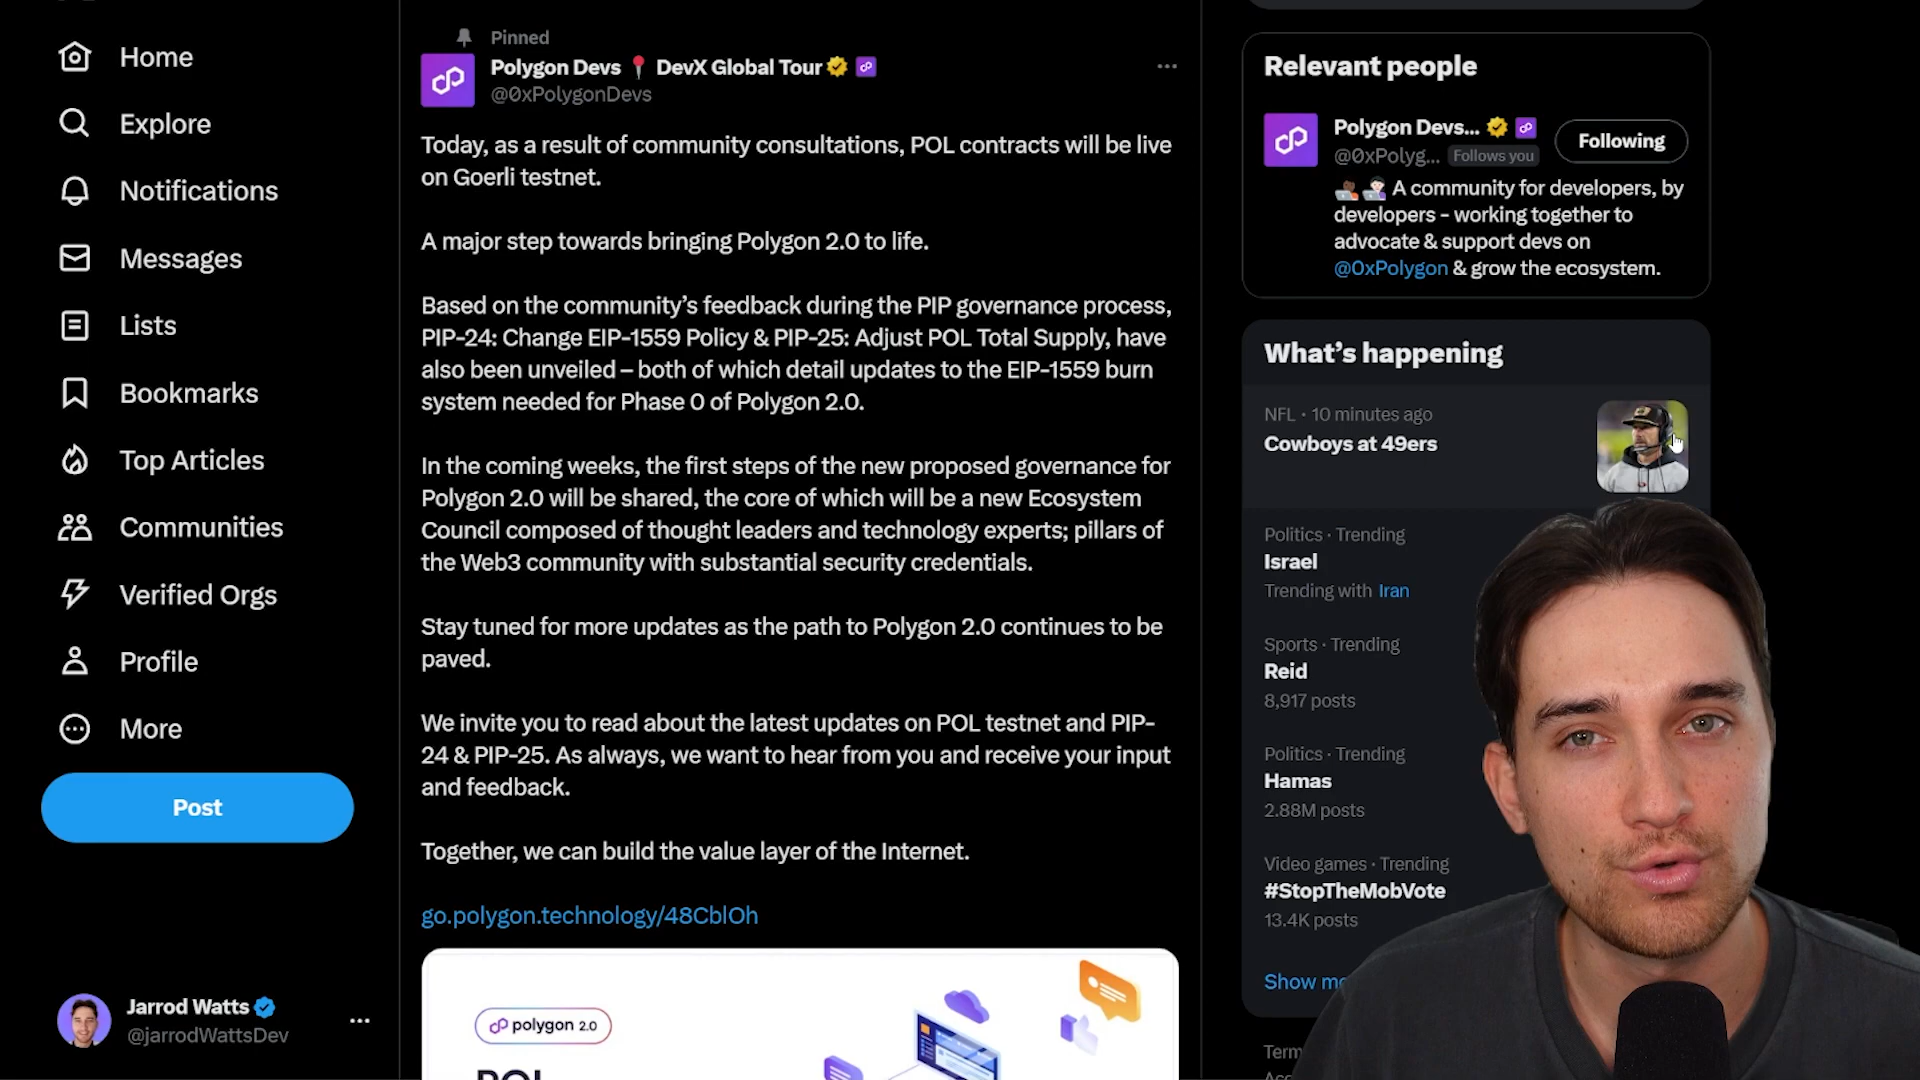 Home
Explore
Notifications
Messages
Lists
Bookmarks
Top Articles
Communities
Verified Orgs
Profile
More
Post
Jarrod Watts
@jarrodWattsDev
Pinned
Polygon Devs 📍 DevX Global Tour
@0xPolygonDevs
Today, as a result of community consultations, POL contracts will be live
on Goerli testnet.
A major step towards bringing Polygon 2.0 to life.
Based on the community's feedback during the PIP governance process,
PIP-24: Change EIP-1559 Policy & PIP-25: Adjust POL Total Supply, have
also been unveiled – both of which detail updates to the EIP-1559 burn
system needed for Phase 0 of Polygon 2.0.
In the coming weeks, the first steps of the new proposed governance for
Polygon 2.0 will be shared, the core of which will be a new Ecosystem
Council composed of thought leaders and technology experts; pillars of
the Web3 community with substantial security credentials.
Stay tuned for more updates as the path to Polygon 2.0 continues to be
paved.
We invite you to read about the latest updates on POL testnet and PIP-
24 & PIP-25. As always, we want to hear from you and receive your input
and feedback.
Together, we can build the value layer of the Internet.
go.polygon.technology/48CblOh
polygon 2.0
POL
Relevant people
Polygon Devs...
@0xPolyg... Follows you
Following
A community for developers, by
developers - working together to
advocate & support devs on
@0xPolygon & grow the ecosystem.
What's happening
NFL · 10 minutes ago
Cowboys at 49ers
Politics · Trending
Israel
Trending with Iran
Sports · Trending
Reid
8,917 posts
Politics · Trending
Hamas
2.88M posts
Video games · Trending
#StopTheMobVote
13.4K posts
Show